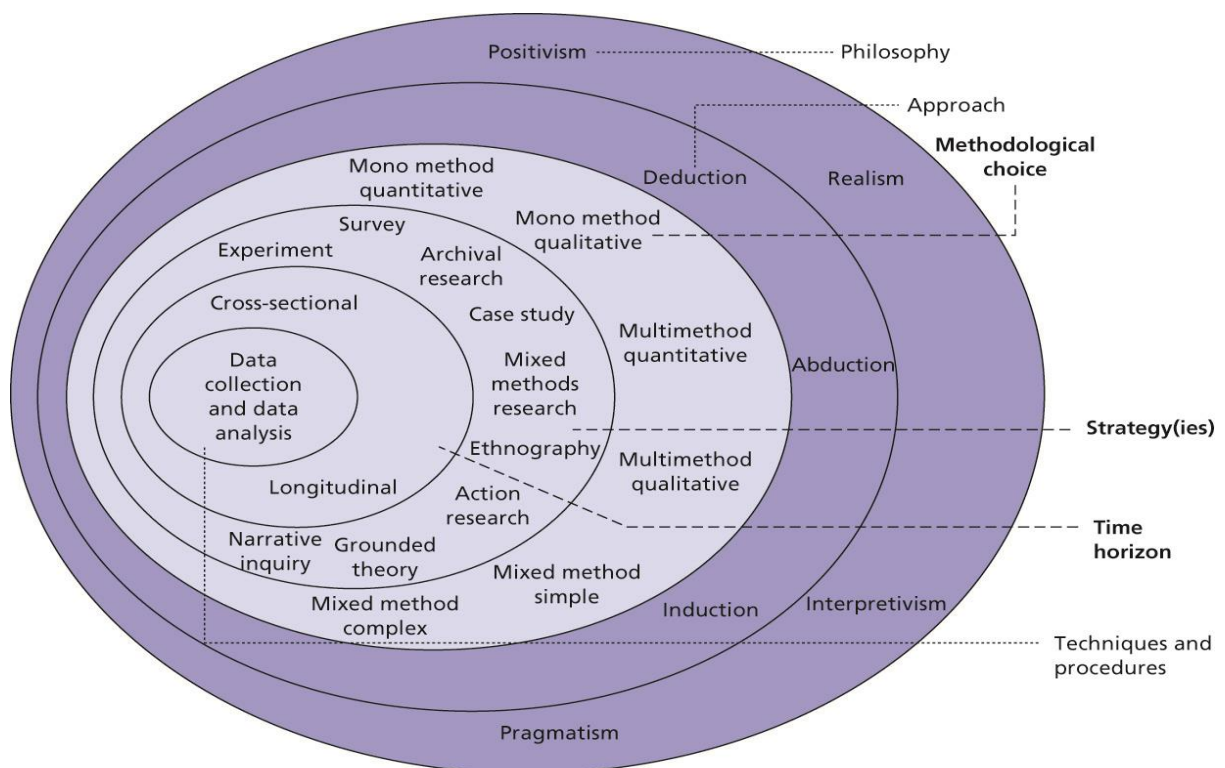 Positivism
Philosophy
Approach
Methodological
choice
Mono method
quantitative
Deduction
Realism
Mono method
qualitative
Survey
Experiment
Archival
research
Cross-sectional
Case study
Multimethod
quantitative
Data
collection
and data
analysis
Mixed
methods
research
Abduction
Strategy(ies)
Ethnography
Multimethod
qualitative
Longitudinal
Action
research
Time
horizon
Narrative
inquiry
Grounded
theory
Mixed method
simple
Mixed method
complex
Induction
Interpretivism
Techniques and
procedures
Pragmatism